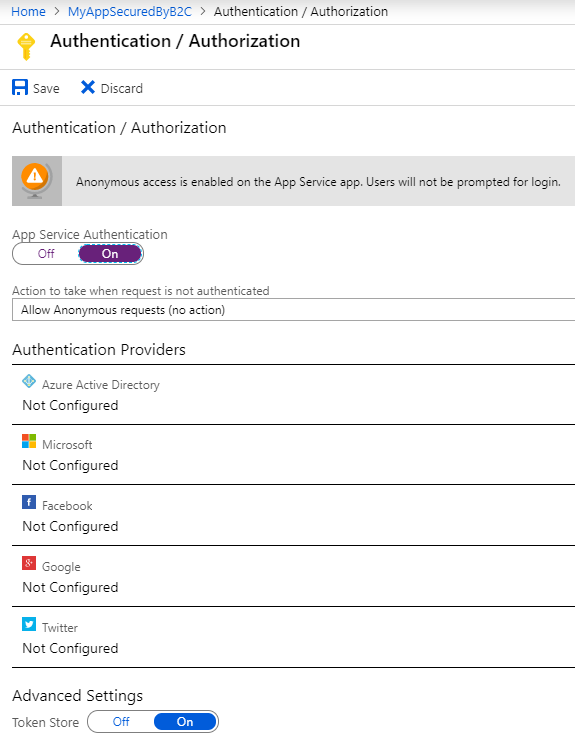 Home > MyAppSecuredByB2C > Authentication / Authorization
Authentication / Authorization
Save Discard
Authentication / Authorization
Anonymous access is enabled on the App Service app. Users will not be prompted for login.
App Service Authentication
Off On
Action to take when request is not authenticated
Allow Anonymous requests (no action)
Authentication Providers
Azure Active Directory
Not Configured
Microsoft
Not Configured
Facebook
Not Configured
Google
Not Configured
Twitter
Not Configured
Advanced Settings
Token Store Off On